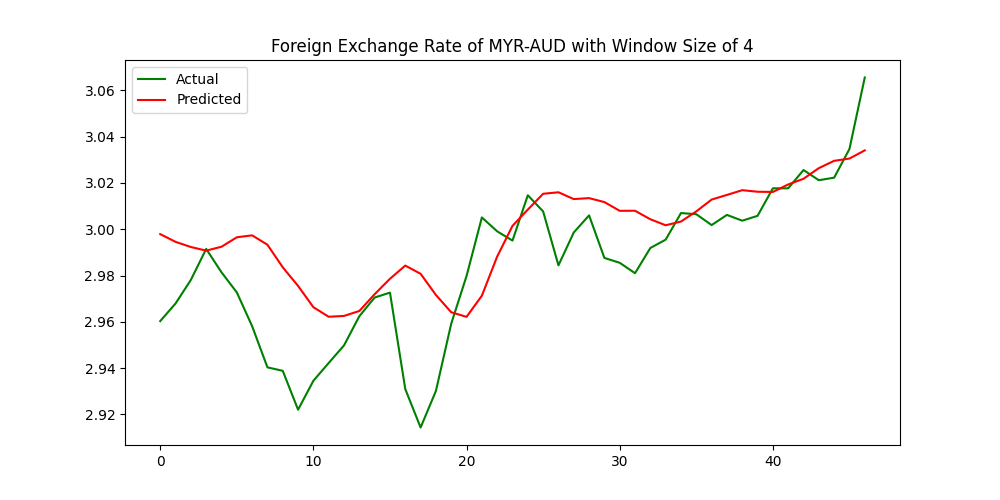 Foreign Exchange Rate of MYR-AUD with Window Size of 4
Actual
Predicted
3.06
3.04
3.02
3.00
2.98
2.96
2.94
2.92
0 10 20 30 40